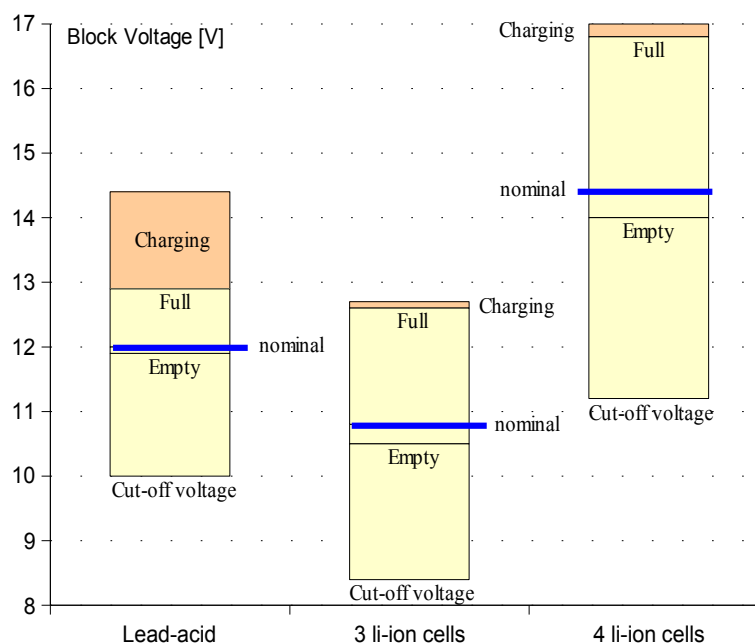 Block Voltage [V]
17
16
15
14
13
12
11
10
9
8
Charging
Full
nominal
Empty
Cut-off voltage
Charging
Full
nominal
Empty
Cut-off voltage
Charging
Full
nominal
Empty
Cut-off voltage
Lead-acid
3 li-ion cells
4 li-ion cells